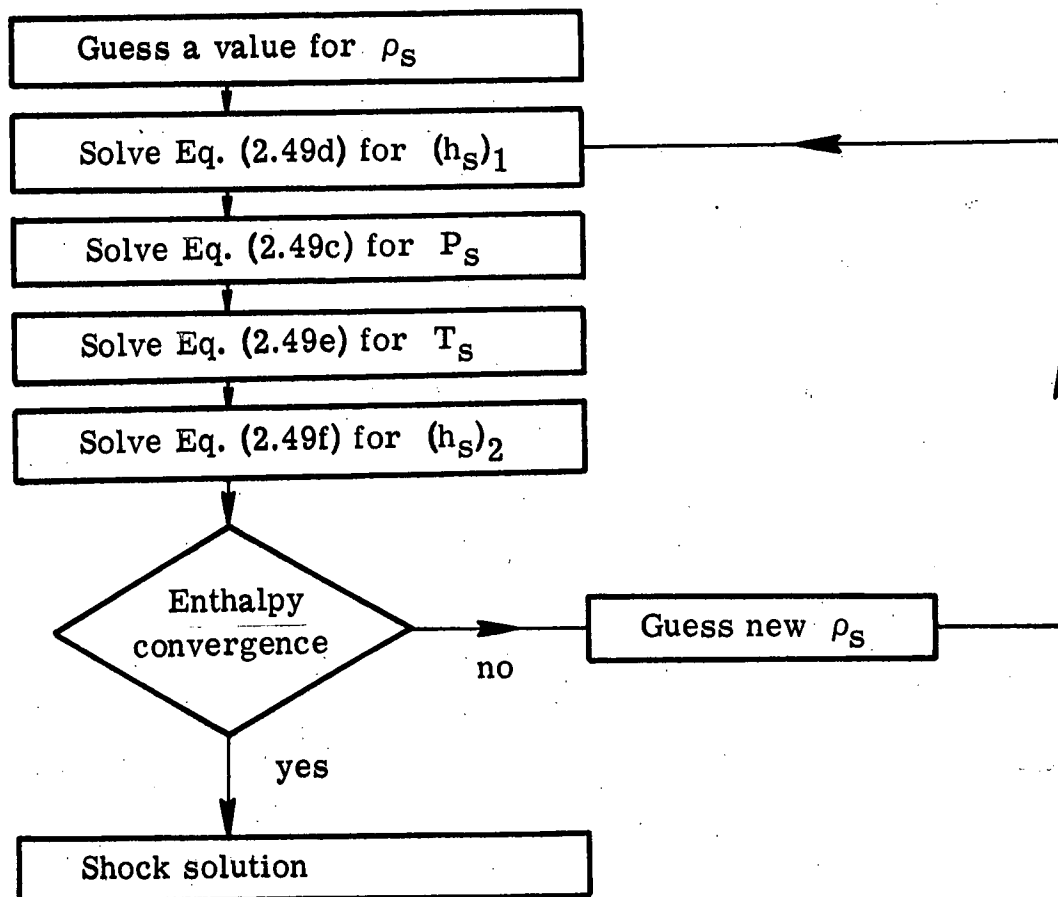 Guess a value for ρₛ
Solve Eq. (2.49d) for (hₛ)₁
Solve Eq. (2.49c) for Pₛ
Solve Eq. (2.49e) for Tₛ
Solve Eq. (2.49f) for (hₛ)₂
Enthalpy
convergence
no
Guess new ρₛ
yes
Shock solution